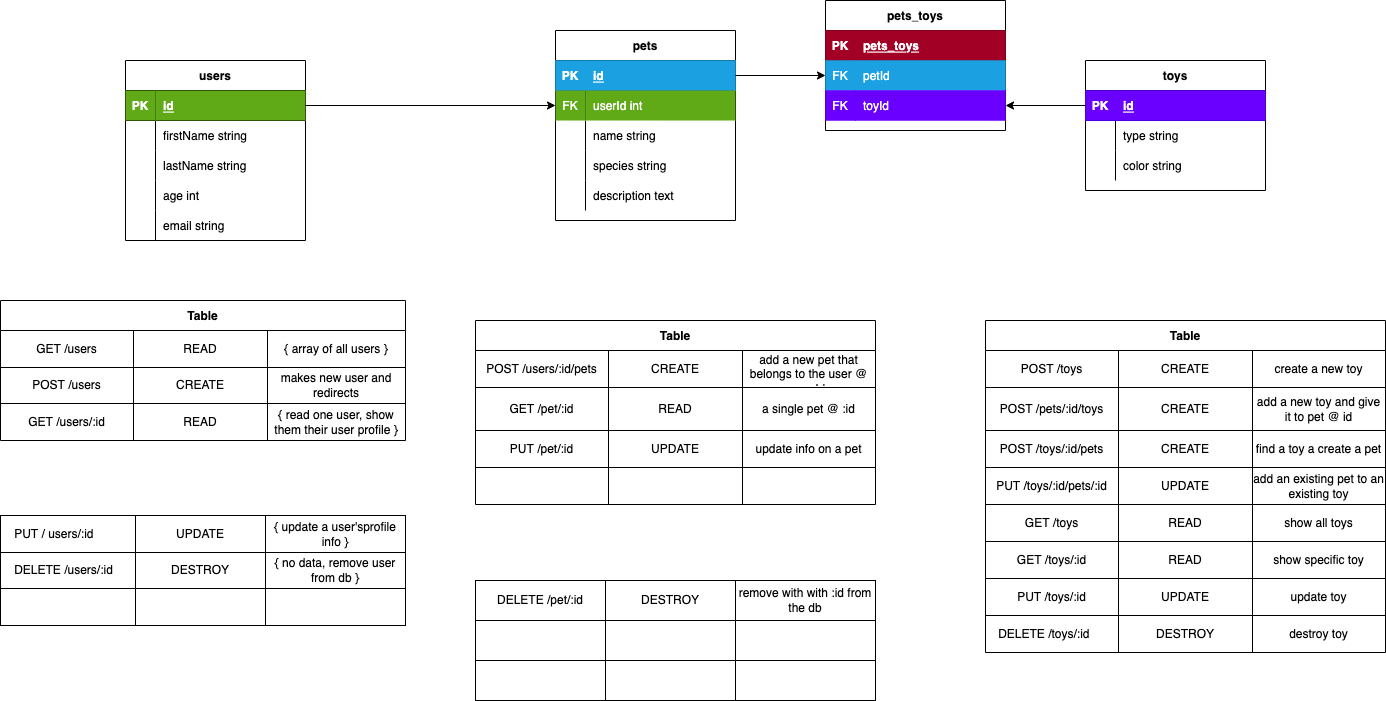 users
PK id
firstName string
lastName string
age int
email string
pets
PK id
FK userId int
name string
species string
description text
pets_toys
PK pets_toys
FK petId
FK toyId
toys
PK id
type string
color string
Table
GET /users READ { array of all users }
POST /users CREATE makes new user and
redirects
GET /users/:id READ { read one user, show
them their user profile }
PUT / users/:id UPDATE { update a user'sprofile
info }
DELETE /users/:id DESTROY { no data, remove user
from db }
Table
POST /users/:id/pets CREATE add a new pet that
belongs to the user @
GET /pet/:id READ a single pet @ :id
PUT /pet/:id UPDATE update info on a pet
DELETE /pet/:id DESTROY remove with with :id from
the db
Table
POST /toys CREATE create a new toy
POST /pets/:id/toys CREATE add a new toy and give
it to pet @ id
POST /toys/:id/pets CREATE find a toy a create a pet
PUT /toys/:id/pets/:id UPDATE add an existing pet to an
existing toy
GET /toys READ show all toys
GET /toys/:id READ show specific toy
PUT /toys/:id UPDATE update toy
DELETE /toys/:id DESTROY destroy toy